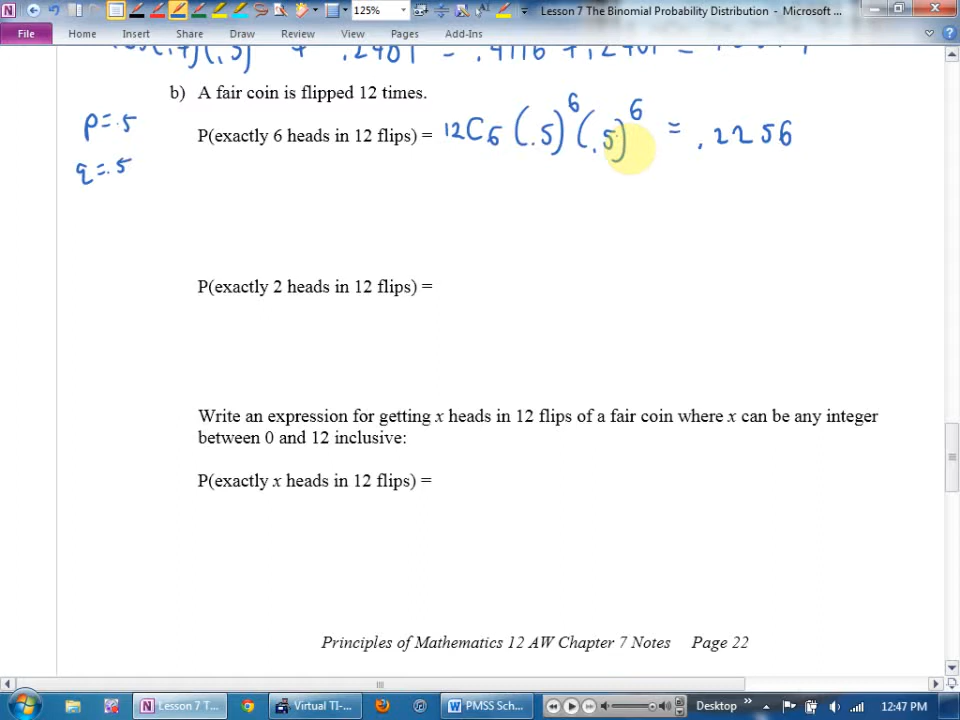 125%
Lesson 7 The Binomial Probability Distribution - Microsoft ...
File Home Insert Share Draw Review View Pages Add-Ins
b) A fair coin is flipped 12 times.
p=.5
P(exactly 6 heads in 12 flips) = 12C6 (.5)^6 (.5)^6 = .2256
q=.5
P(exactly 2 heads in 12 flips) =
Write an expression for getting x heads in 12 flips of a fair coin where x can be any integer
between 0 and 12 inclusive:
P(exactly x heads in 12 flips) =
Principles of Mathematics 12 AW Chapter 7 Notes Page 22
Lesson 7 T... Virtual TI-... PMSS Sch... Desktop » 12:47 PM